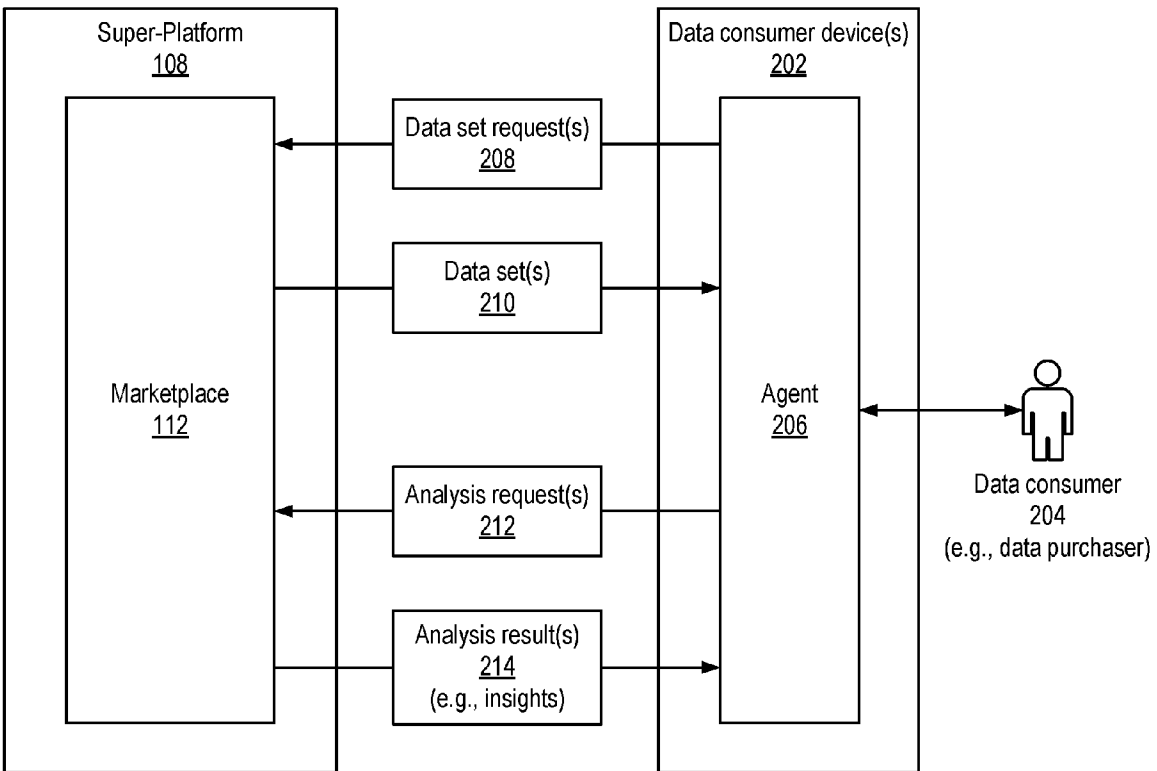 Super-Platform
108
Data consumer device(s)
202
Data set request(s)
208
Data set(s)
210
Marketplace
112
Agent
206
Analysis request(s)
212
Data consumer
204
(e.g., data purchaser)
Analysis result(s)
214
(e.g., insights)